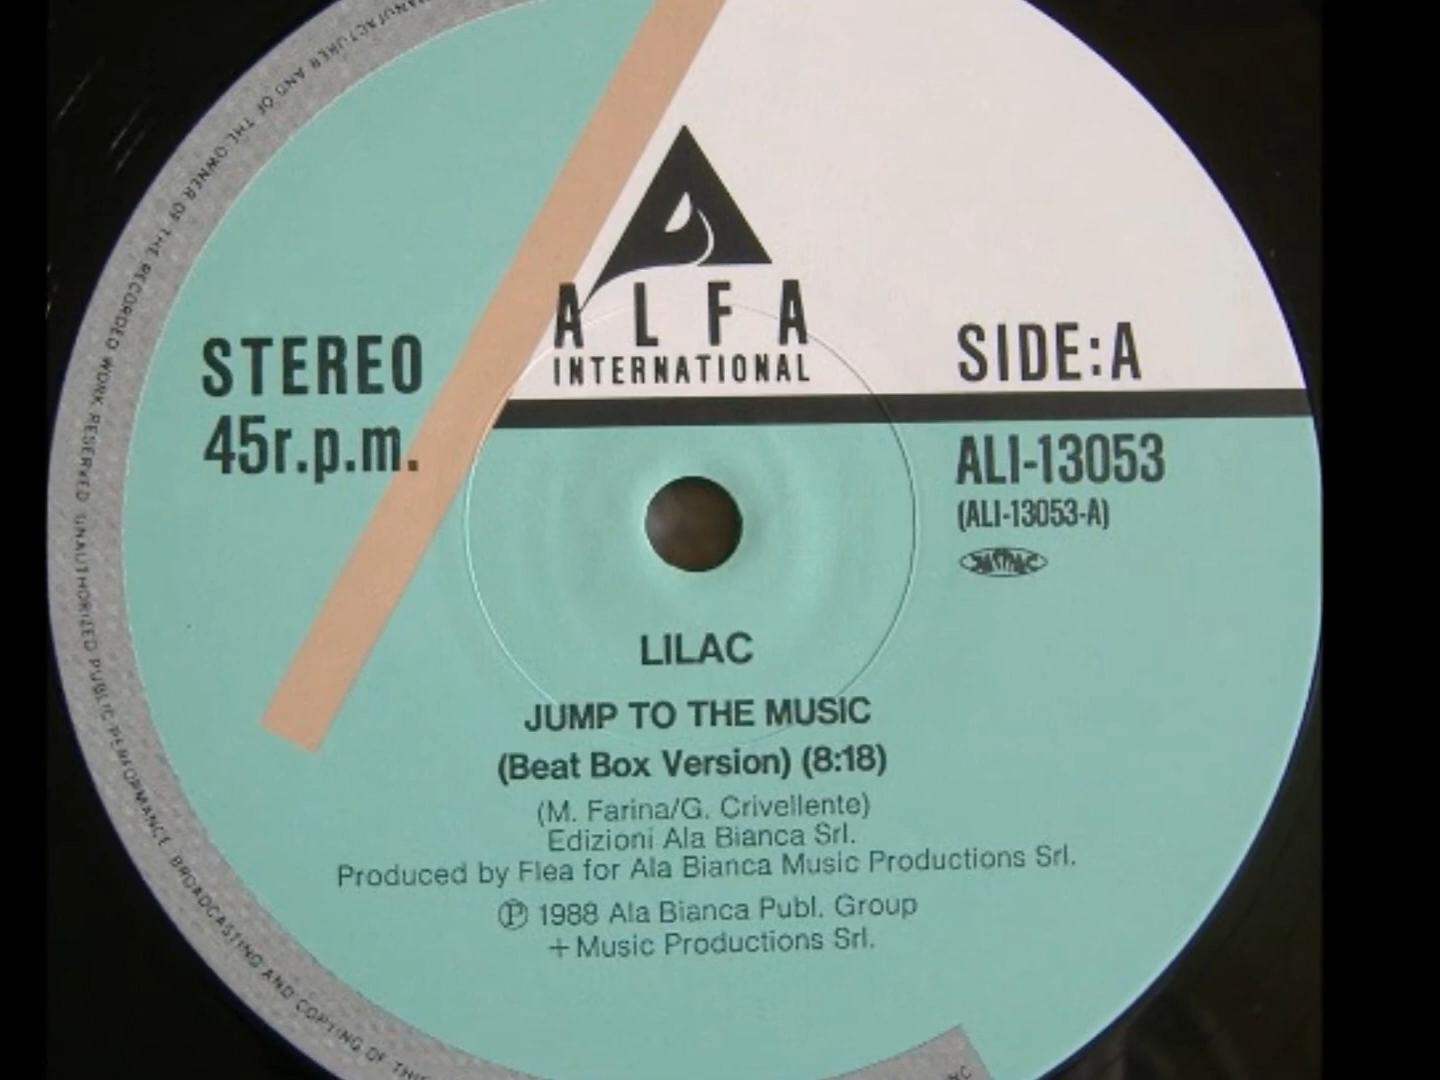 MANUFACTURER AND OF THE OWNER OF THE RECORDED WORK RESERVED UNAUTHORIZED PUBLIC PERFORMANCE BROADCASTING AND COPYING OF THIS
ALFA
INTERNATIONAL
STEREO
45r.p.m.
SIDE:A
ALI-13053
(ALI-13053-A)
LILAC
JUMP TO THE MUSIC
(Beat Box Version) (8:18)
(M. Farina/G. Crivellente)
Edizioni Ala Bianca Srl.
Produced by Flea for Ala Bianca Music Productions Srl.
Ⓟ 1988 Ala Bianca Publ. Group
+Music Productions Srl.